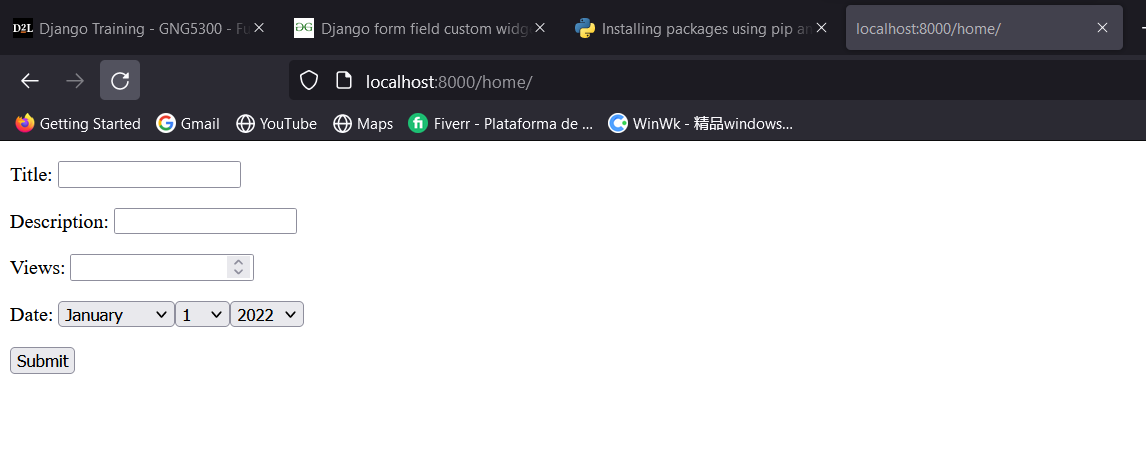 D2L Django Training - GNG5300 - Fu
Django form field custom widg
Installing packages using pip an
localhost:8000/home/
localhost:8000/home/
Getting Started
Gmail
YouTube
Maps
fi Fiverr - Plataforma de ...
WinWk - 精品windows...
Title:
Description:
Views:
Date: January 1 2022
Submit